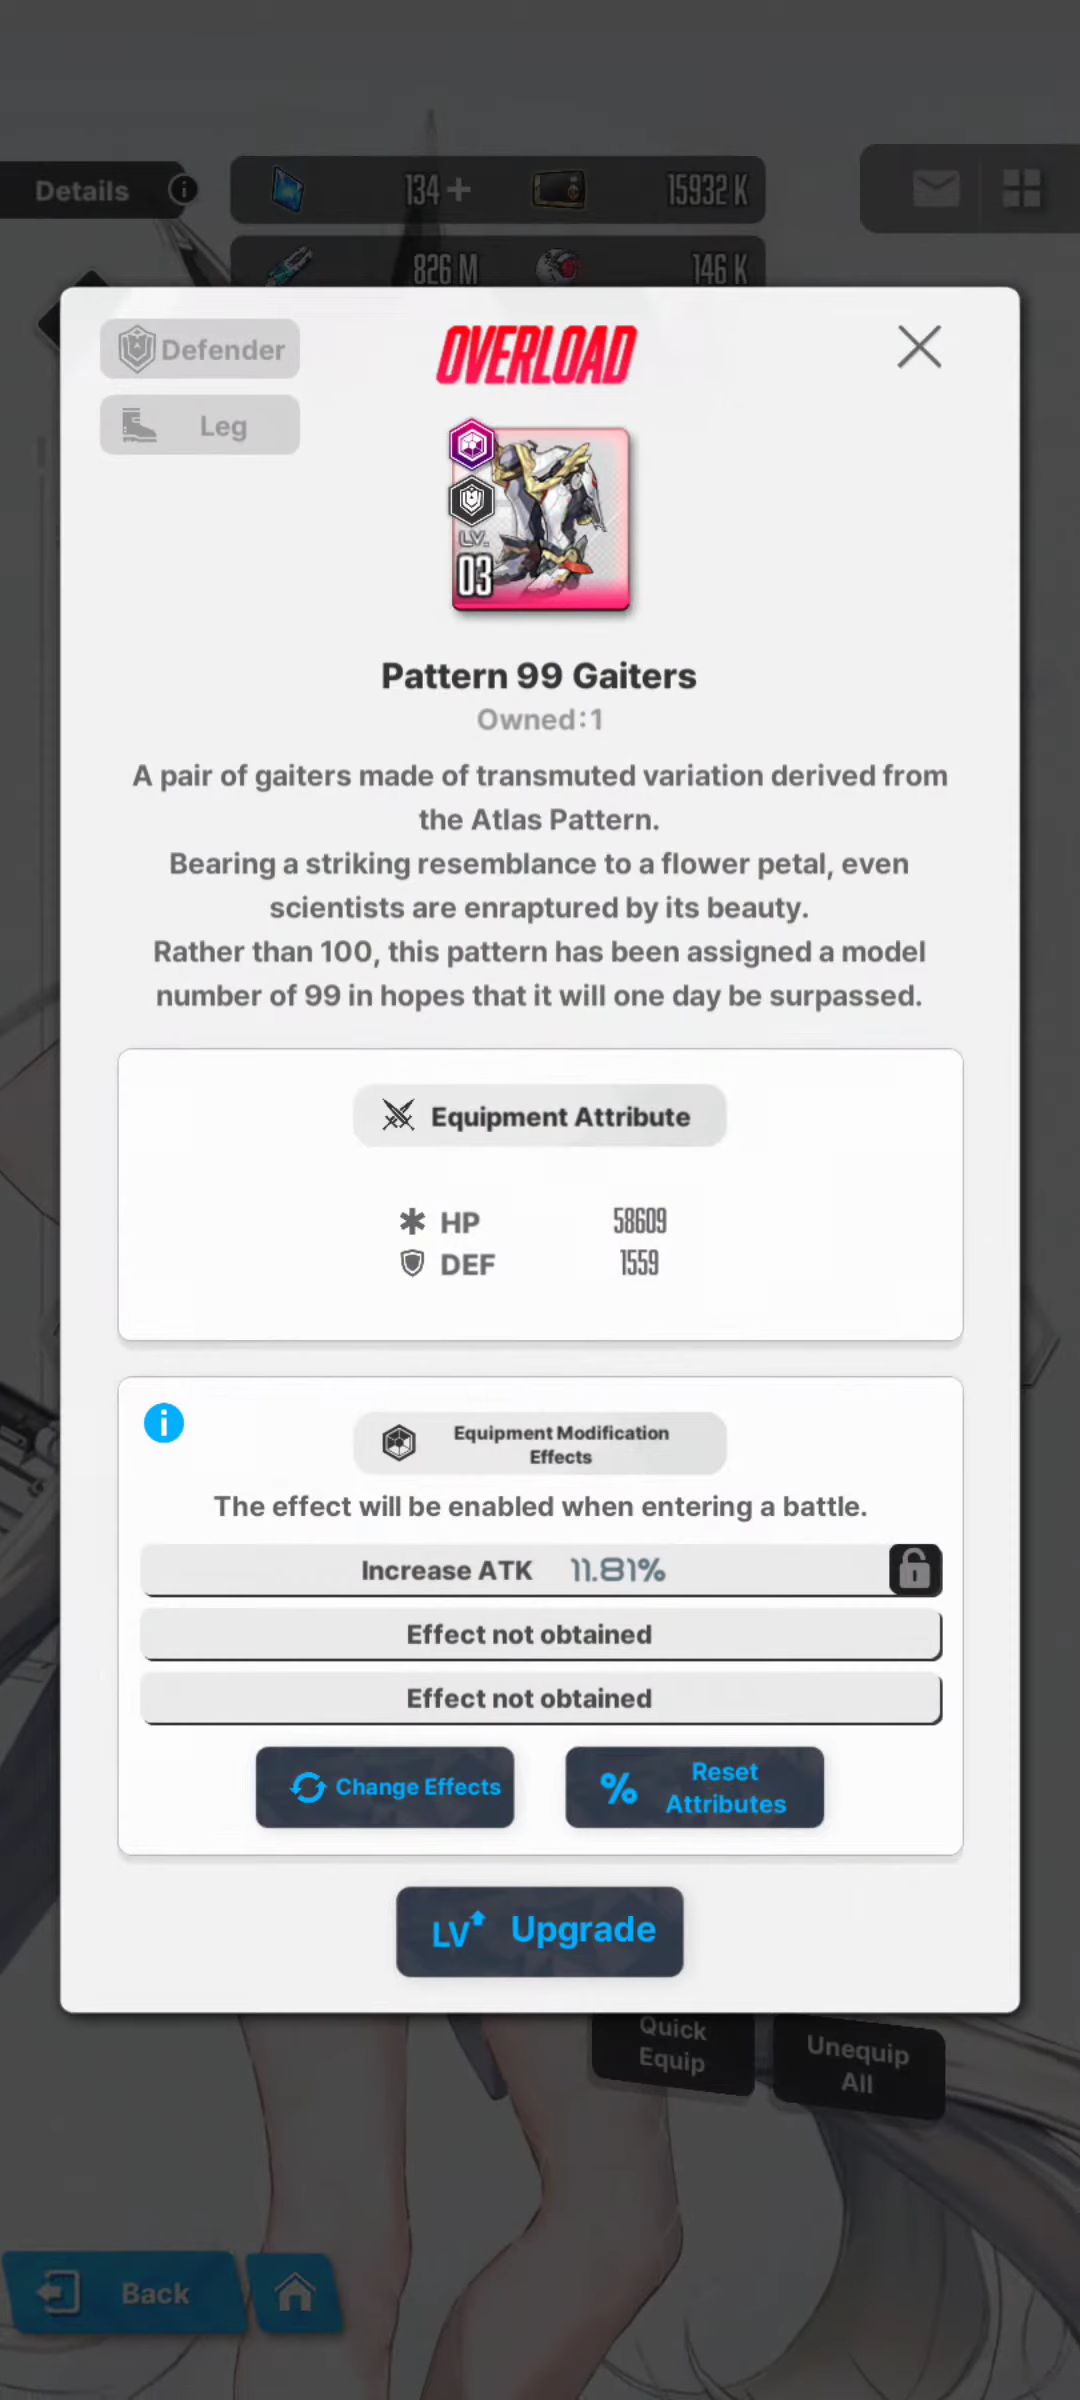 Details
134
15932 K
826 M
146 K
Defender
OVERLOAD
Leg
LV.
03
Pattern 99 Gaiters
Owned:1
A pair of gaiters made of transmuted variation derived from
the Atlas Pattern.
Bearing a striking resemblance to a flower petal, even
scientists are enraptured by its beauty.
Rather than 100, this pattern has been assigned a model
number of 99 in hopes that it will one day be surpassed.
Equipment Attribute
HP 58609
DEF 1559
Equipment Modification
Effects
The effect will be enabled when entering a battle.
Increase ATK 11.81%
Effect not obtained
Effect not obtained
Change Effects
% Reset
Attributes
LV Upgrade
Quick
Equip
Unequip
All
Back